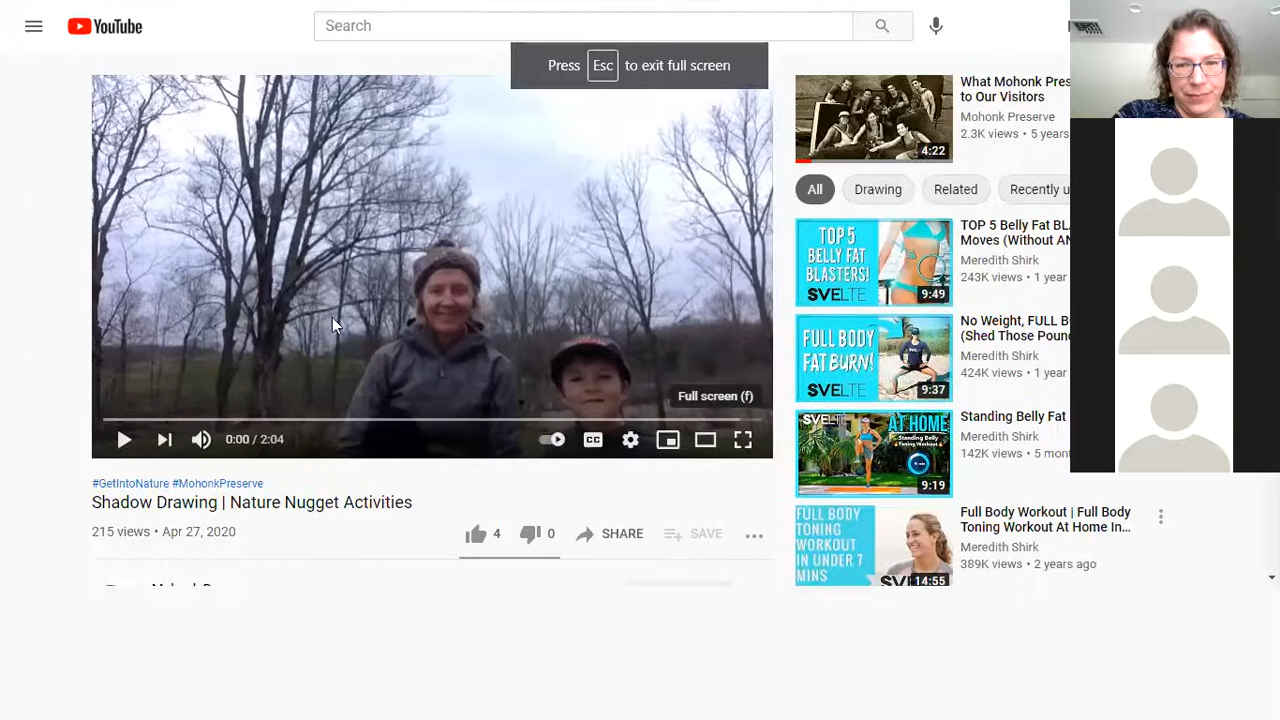 YouTube
Search
Press Esc to exit full screen
Full screen (f)
0:00 / 2:04
CC
#GetIntoNature #MohonkPreserve
Shadow Drawing | Nature Nugget Activities
215 views • Apr 27, 2020
4
0
SHARE
SAVE
4:22
What Mohonk Pres
to Our Visitors
Mohonk Preserve
2.3K views • 5 years
All
Drawing
Related
Recently u
TOP 5
BELLY FAT
BLASTERS!
SVELTE
9:49
TOP 5 Belly Fat BL
Moves (Without AN
Meredith Shirk
243K views • 1 year
FULL BODY
FAT BURN!
SVELTE
9:37
No Weight, FULL B
(Shed Those Poun
Meredith Shirk
424K views • 1 year
SVELTE
AT HOME
Standing Belly
9:19
Standing Belly Fat
Meredith Shirk
142K views • 5 mon
FULL BODY
TONING
WORKOUT
IN UNDER 7
MINS
SV
14:55
Full Body Workout | Full Body
Toning Workout At Home In...
Meredith Shirk
389K views • 2 years ago